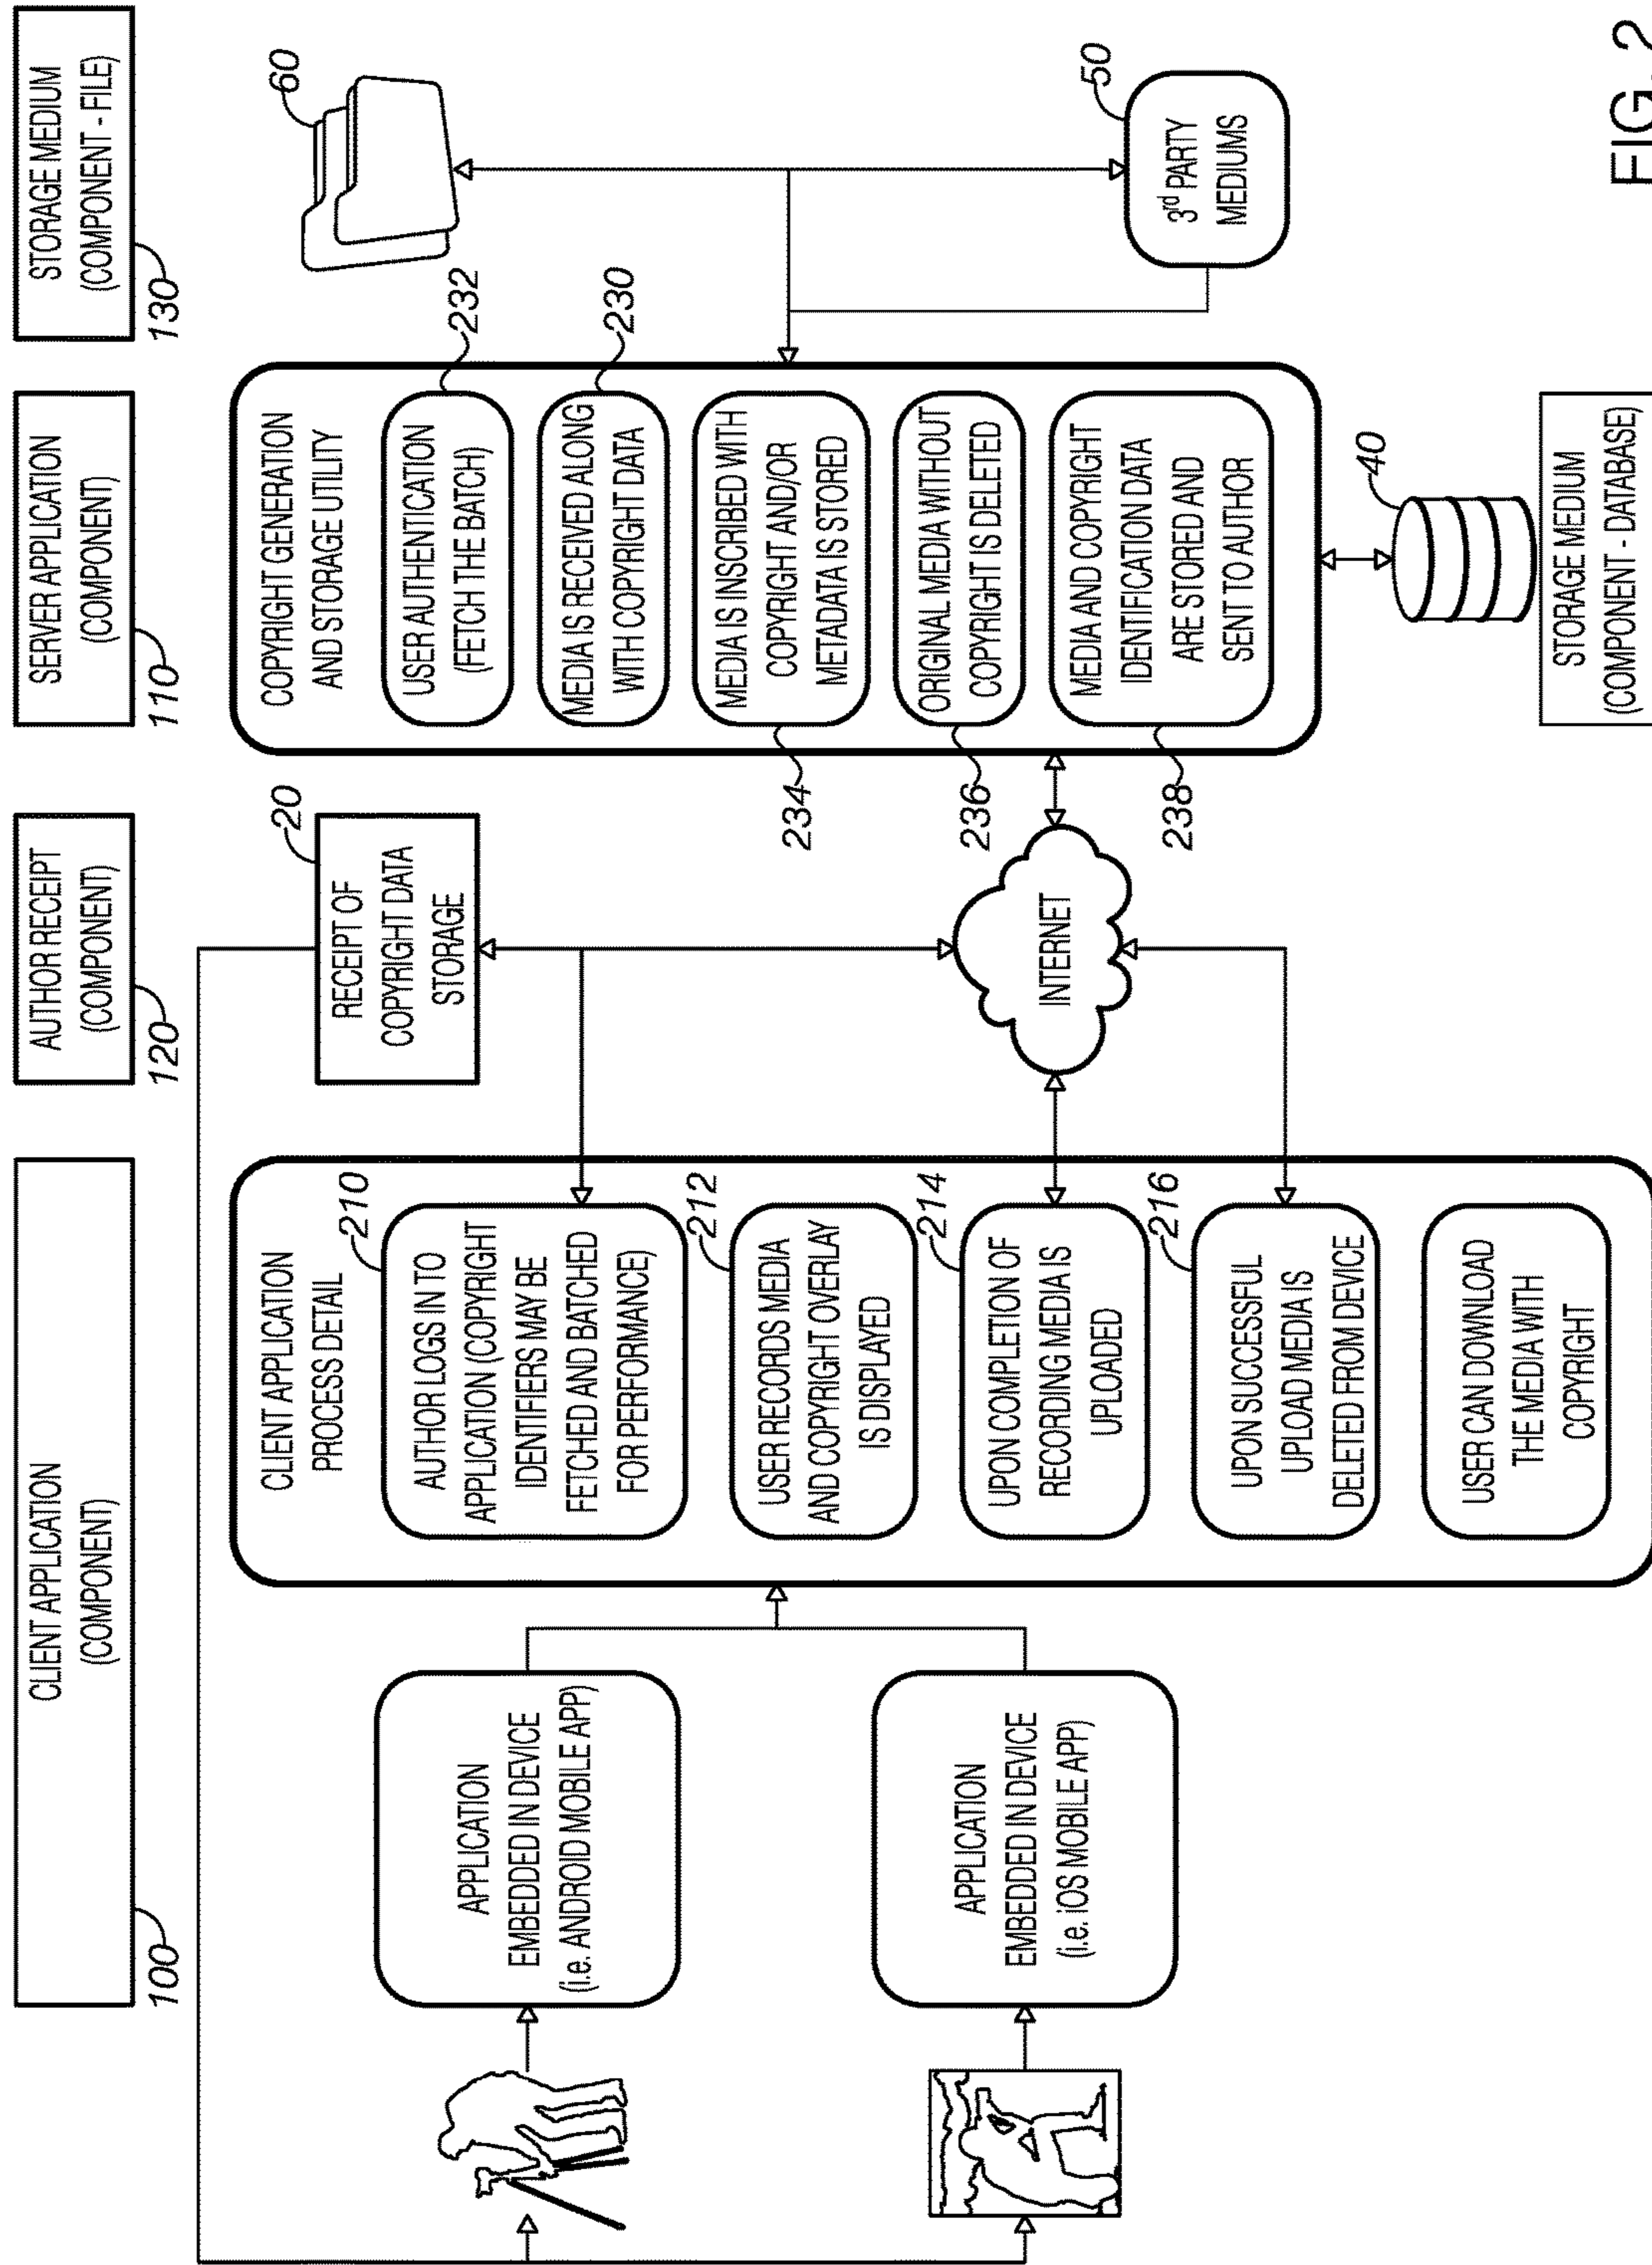 CLIENT APPLICATION
(COMPONENT)
100
AUTHOR RECEIPT
(COMPONENT)
120
SERVER APPLICATION
(COMPONENT)
110
STORAGE MEDIUM
(COMPONENT - FILE)
130
APPLICATION
EMBEDDED IN DEVICE
(i.e. ANDROID MOBILE APP)
APPLICATION
EMBEDDED IN DEVICE
(i.e. iOS MOBILE APP)
CLIENT APPLICATION
PROCESS DETAIL
210
AUTHOR LOGS IN TO
APPLICATION (COPYRIGHT
IDENTIFIERS MAY BE
FETCHED AND BATCHED
FOR PERFORMANCE)
212
USER RECORDS MEDIA
AND COPYRIGHT OVERLAY
IS DISPLAYED
214
UPON COMPLETION OF
RECORDING MEDIA IS
UPLOADED
216
UPON SUCCESSFUL
UPLOAD MEDIA IS
DELETED FROM DEVICE
USER CAN DOWNLOAD
THE MEDIA WITH
COPYRIGHT
20
RECEIPT OF
COPYRIGHT DATA
STORAGE
INTERNET
COPYRIGHT GENERATION
AND STORAGE UTILITY
USER AUTHENTICATION
(FETCH THE BATCH)
232
MEDIA IS RECEIVED ALONG
WITH COPYRIGHT DATA
230
MEDIA IS INSCRIBED WITH
COPYRIGHT AND/OR
METADATA IS STORED
234
ORIGINAL MEDIA WITHOUT
COPYRIGHT IS DELETED
236
MEDIA AND COPYRIGHT
IDENTIFICATION DATA
ARE STORED AND
SENT TO AUTHOR
238
40
STORAGE MEDIUM
(COMPONENT - DATABASE)
60
50
3rd PARTY
MEDIUMS
FIG. 2